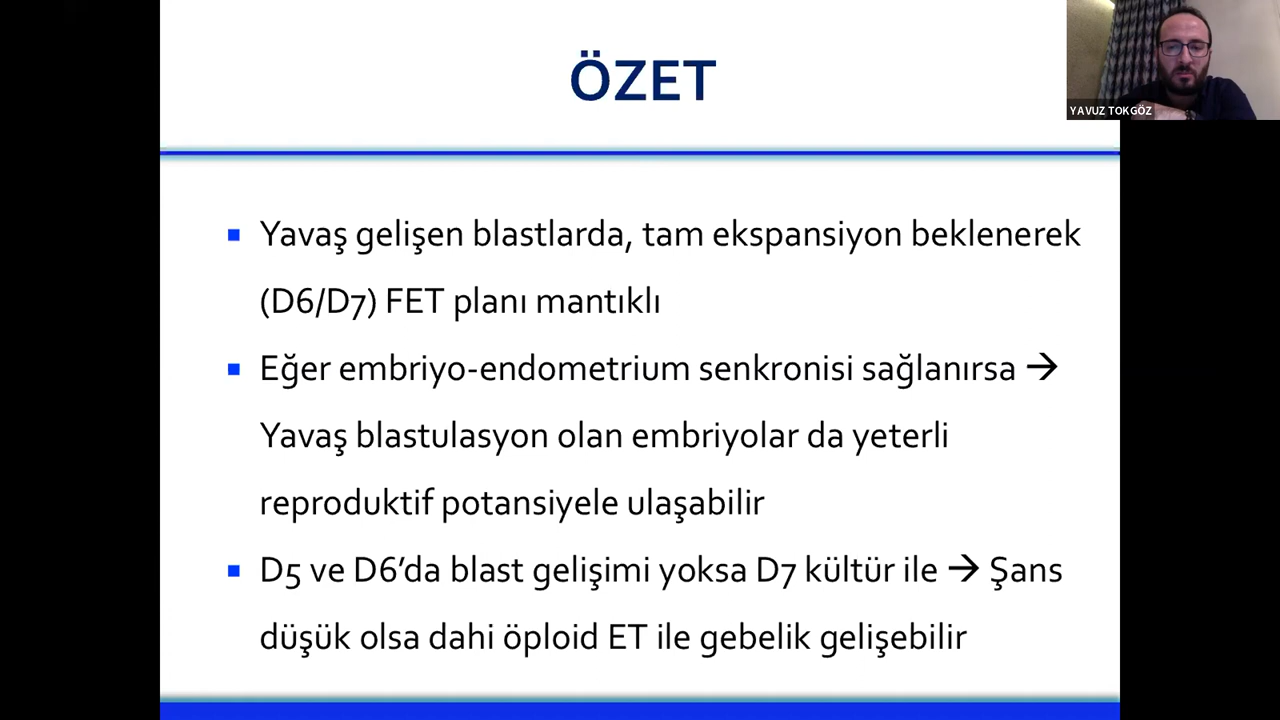 ÖZET
YAVUZ TOKGÖZ
Yavaş gelişen blastlarda, tam ekspansiyon beklenerek
(D6/D7) FET planı mantıklı
Eğer embriyo-endometrium senkronisi sağlanırsa →
Yavaş blastulasyon olan embriyolar da yeterli
reproduktif potansiyele ulaşabilir
D5 ve D6’da blast gelişimi yoksa D7 kültür ile → Şans
düşük olsa dahi öploid ET ile gebelik gelişebilir